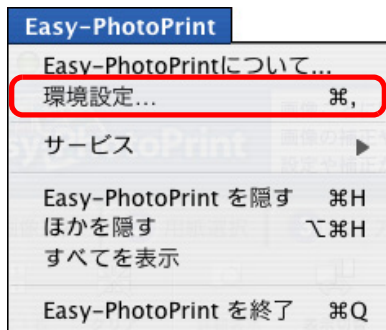 Easy-PhotoPrint
Easy-PhotoPrintについて...
環境設定... ⌘,
サービス ▶
Easy-PhotoPrint を隠す ⌘H
ほかを隠す ⌥⌘H
すべてを表示
Easy-PhotoPrint を終了 ⌘Q